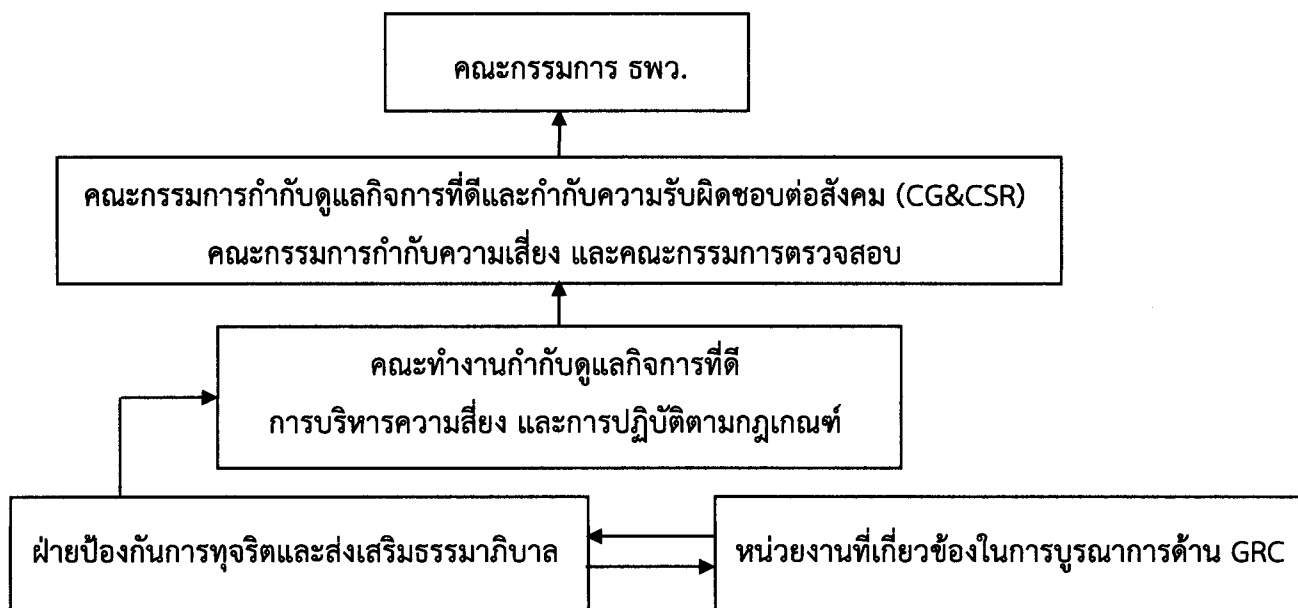 คณะกรรมการ ธพว.
คณะกรรมการกำกับดูแลกิจการที่ดีและกำกับความรับผิดชอบต่อสังคม (CG&CSR)
คณะกรรมการกำกับความเสี่ยง และคณะกรรมการตรวจสอบ
คณะทำงานกำกับดูแลกิจการที่ดี
การบริหารความสี่ยง และการปฏิบัติตามกฎเกณฑ์
ฝ่ายป้องกันการทุจริตและส่งเสริมธรรมาภิบาล
หน่วยงานที่เกี่ยวข้องในการบูรณาการด้าน GRC